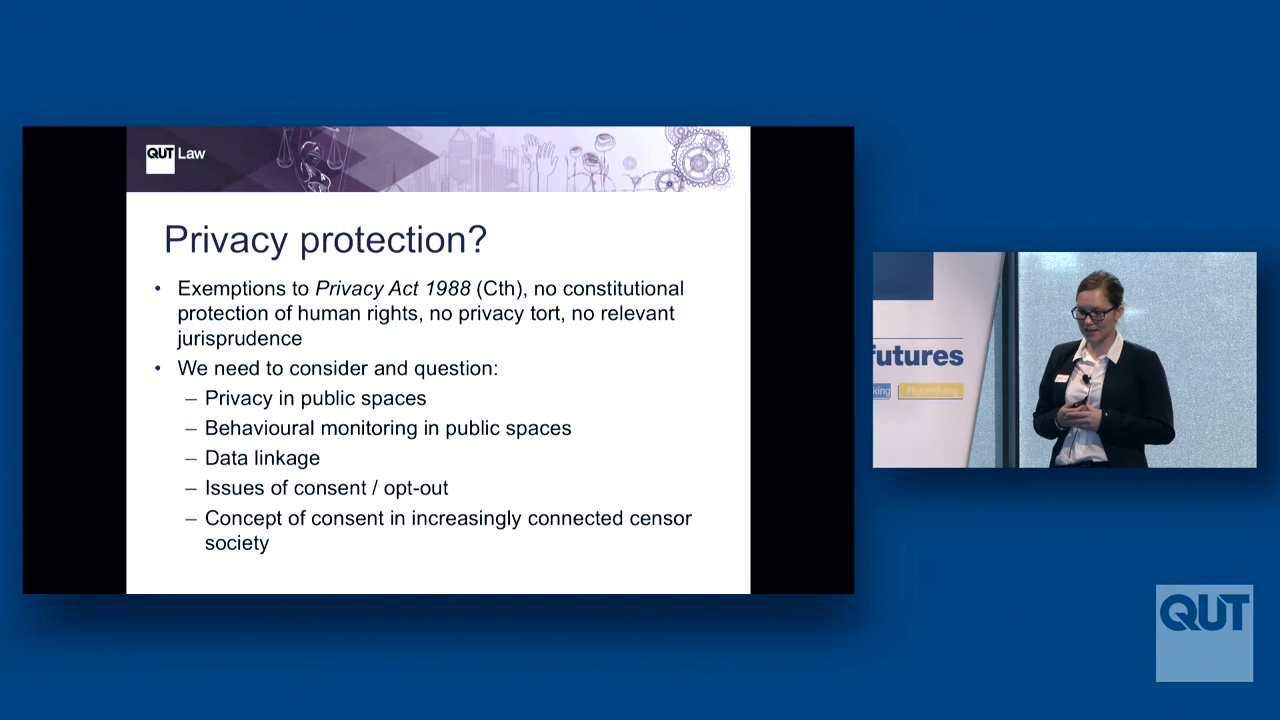 QUT Law
Privacy protection?
• Exemptions to Privacy Act 1988 (Cth), no constitutional
protection of human rights, no privacy tort, no relevant
jurisprudence
• We need to consider and question:
– Privacy in public spaces
– Behavioural monitoring in public spaces
– Data linkage
– Issues of consent / opt-out
– Concept of consent in increasingly connected censor
society
futures
king
QUT